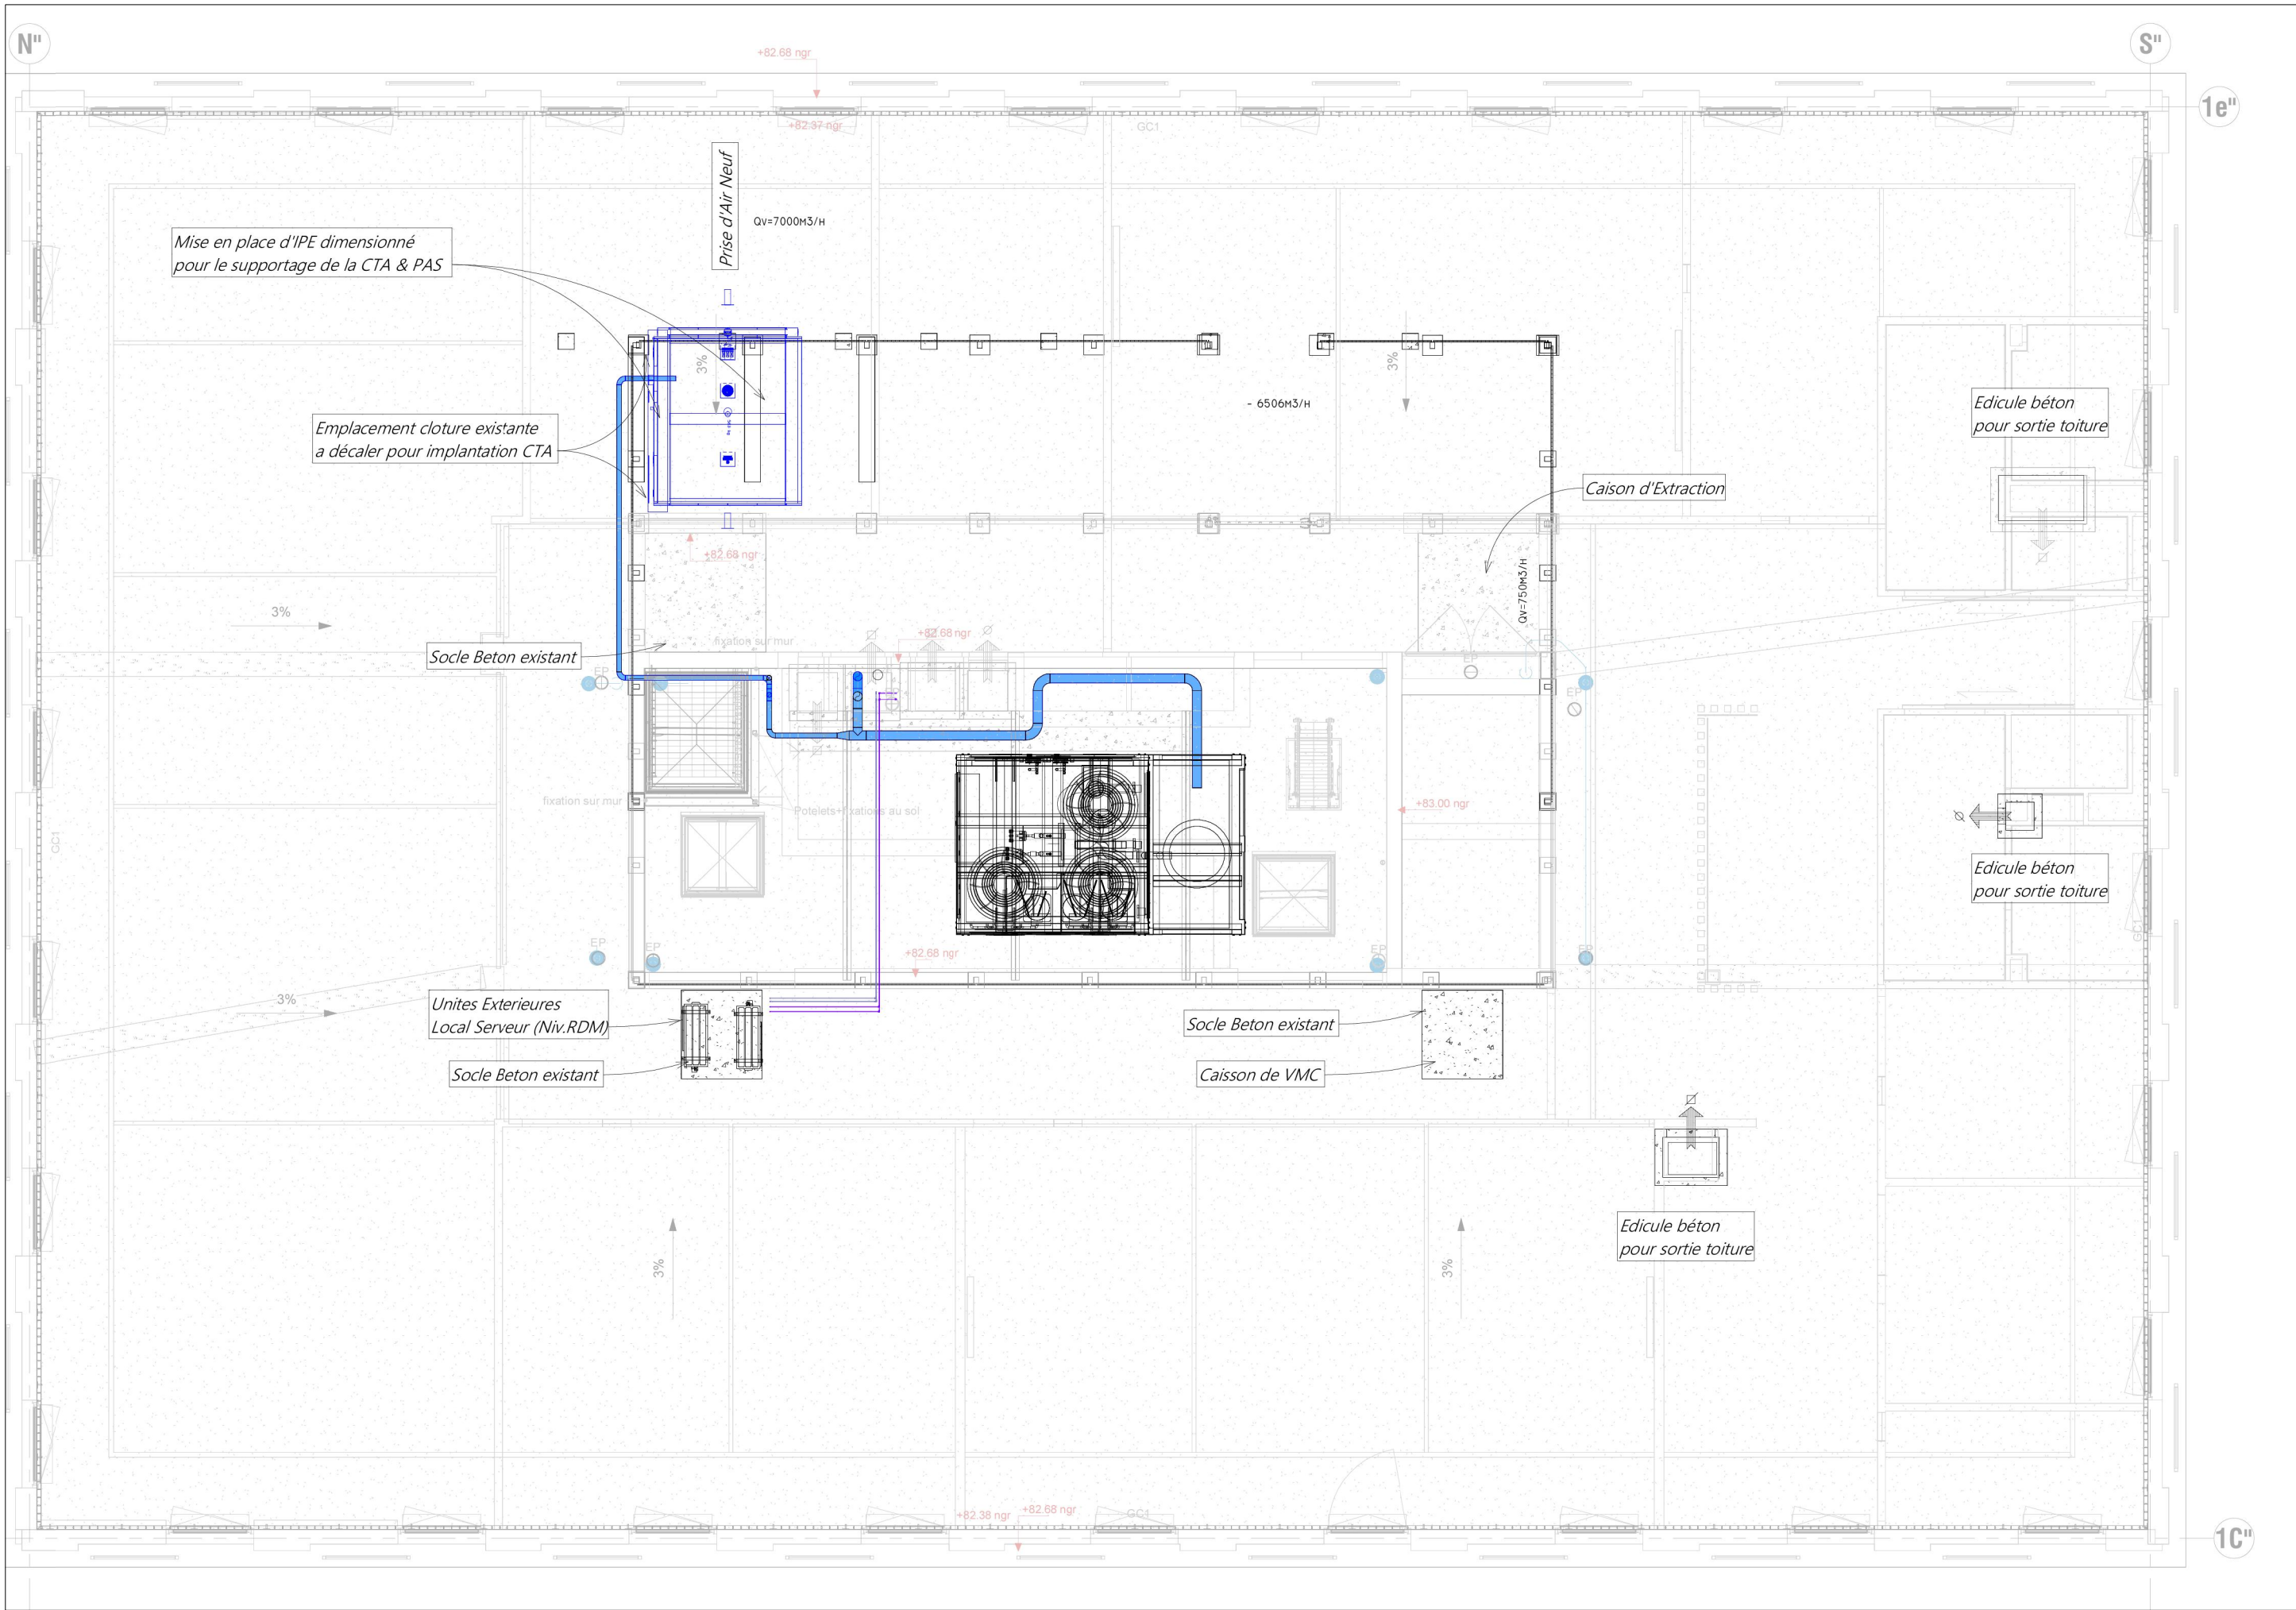 N"
S"
+82.68 ngr
1e"
+82.37 ngr
GC1
Prise d'Air Neuf
Qv=7000m3/h
Mise en place d'IPE dimensionné
pour le supportage de la CTA & PAS
3%
3%
- 6506m3/h
Edicule béton
pour sortie toiture
Emplacement cloture existante
a décaler pour implantation CTA
Caison d'Extraction
+82.68 ngr
Qv=750m3/h
3%
fixation sur mur
+82.68 ngr
Socle Beton existant
EP
EP
EP
fixation sur mur
Potelets+fixations au sol
+83.00 ngr
GC1
Edicule béton
pour sortie toiture
GC1
EP
EP
EP
EP
+82.68 ngr
3%
Unites Exterieures
Local Serveur (Niv.RDM)
Socle Beton existant
Socle Beton existant
Caisson de VMC
Edicule béton
pour sortie toiture
3%
3%
+82.38 ngr
+82.68 ngr
GC1
1C"